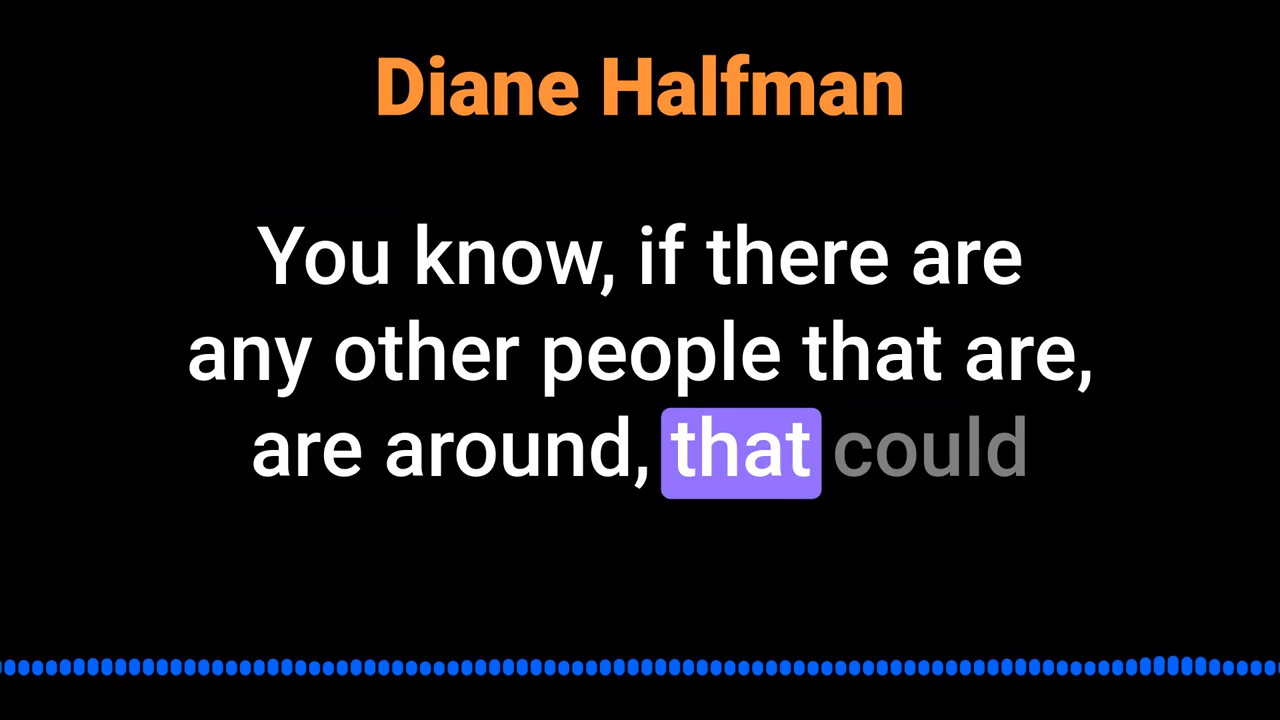 Diane Halfman
You know, if there are
any other people that are,
are around, that could